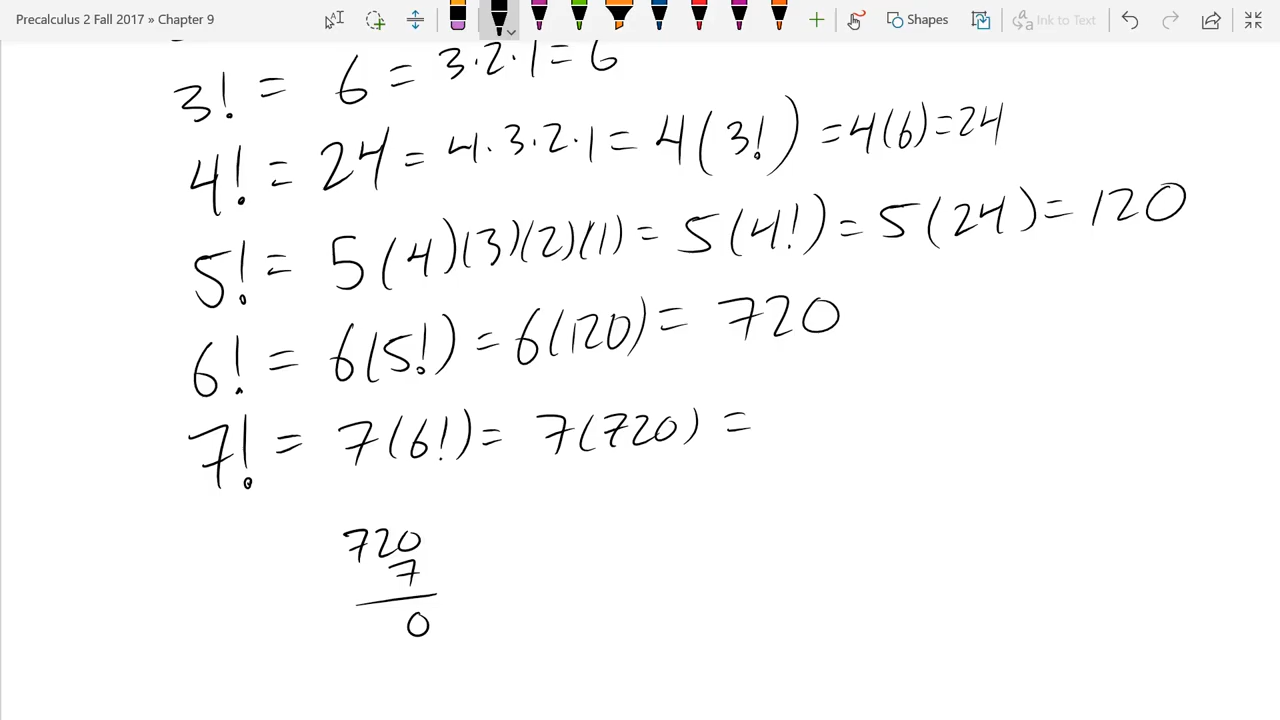 Precalculus 2 Fall 2017 » Chapter 9 Shapes Ink to Text
3! = 6 = 3·2·1 = 6
4! = 24 = 4·3·2·1 = 4(3!) = 4(6) = 24
5! = 5(4)(3)(2)(1) = 5(4!) = 5(24) = 120
6! = 6(5!) = 6(120) = 720
7! = 7(6!) = 7(720) =
720
7
0